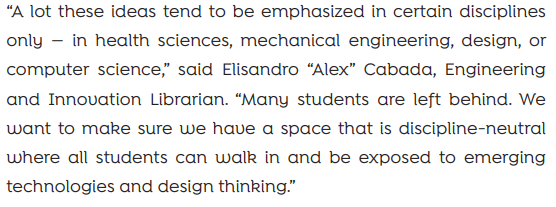 “A lot these ideas tend to be emphasized in certain disciplines
only — in health sciences, mechanical engineering, design, or
computer science,” said Elisandro “Alex” Cabada, Engineering
and Innovation Librarian. “Many students are left behind. We
want to make sure we have a space that is discipline-neutral
where all students can walk in and be exposed to emerging
technologies and design thinking.”